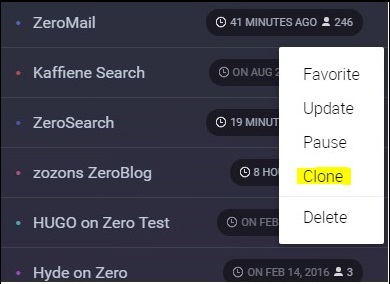 ZeroMail
41 MINUTES AGO 246
Kaffiene Search
ON AUG 2
Favorite
Update
ZeroSearch
19 MINUT
Pause
zozons ZeroBlog
8 HOU
Clone
HUGO on Zero Test
ON FEB
Delete
Hyde on Zero
ON FEB 14, 2016 3